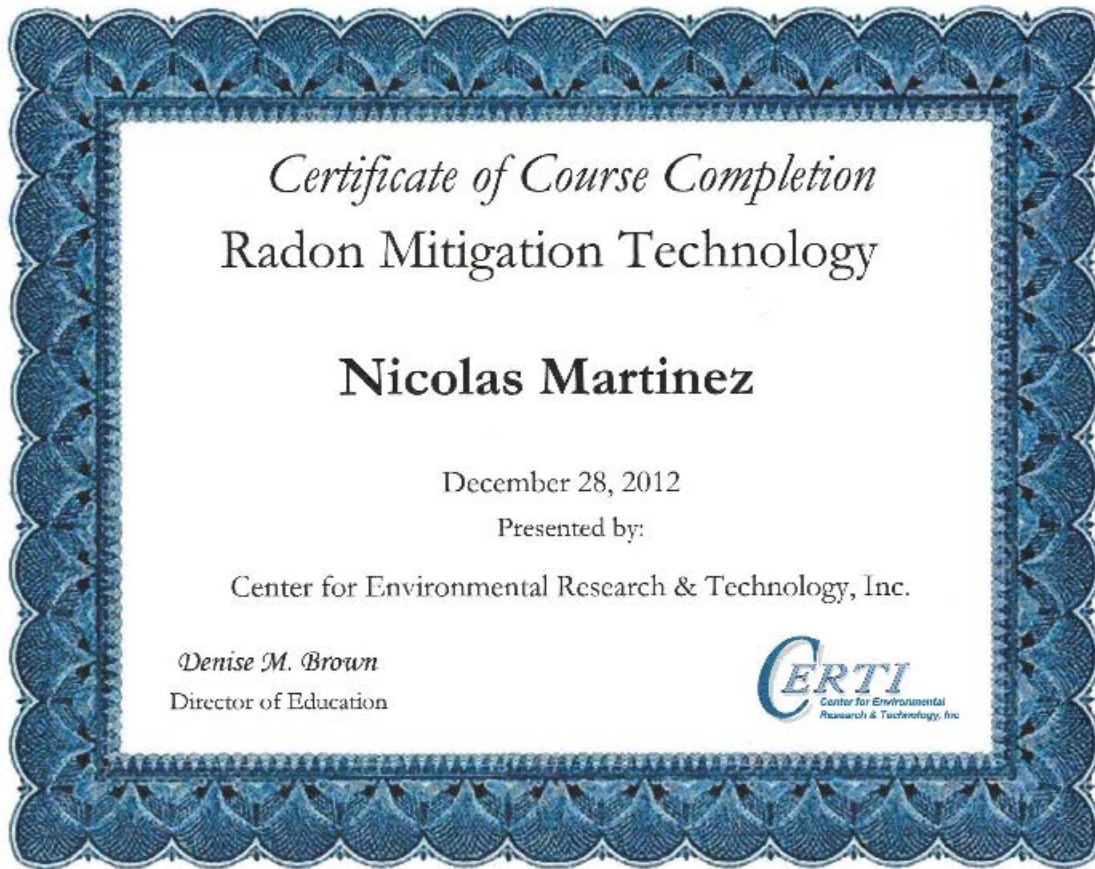 Certificate of Course Completion
Radon Mitigation Technology
Nicolas Martinez
December 28, 2012
Presented by:
Center for Environmental Research & Technology, Inc.
Denise M. Brown
Director of Education
CERTI
Center for Environmental
Research & Technology, Inc